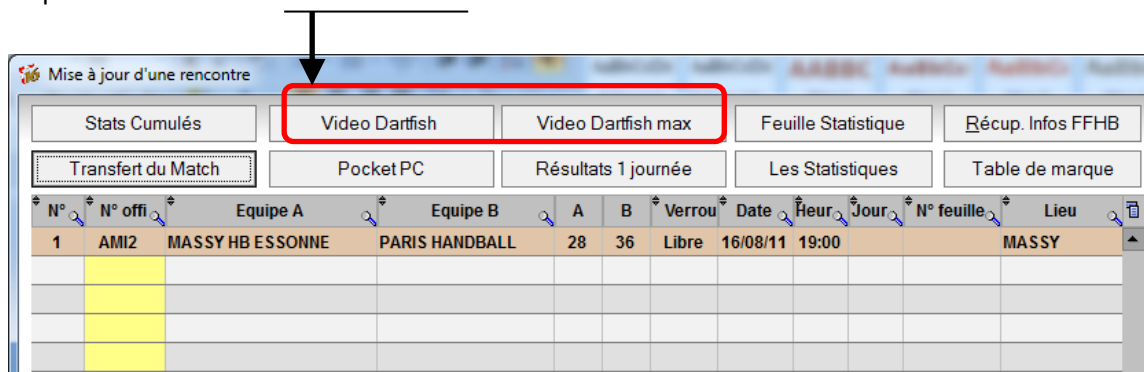 Mise à jour d'une rencontre
Stats Cumulés Video Dartfish Video Dartfish max Feuille Statistique Récup. Infos FFHB
Transfert du Match Pocket PC Résultats 1 journée Les Statistiques Table de marque
N° N° offi Equipe A Equipe B A B Verrou Date Heur Jour N° feuille Lieu
1 AMI2 MASSY HB ESSONNE PARIS HANDBALL 28 36 Libre 16/08/11 19:00 MASSY